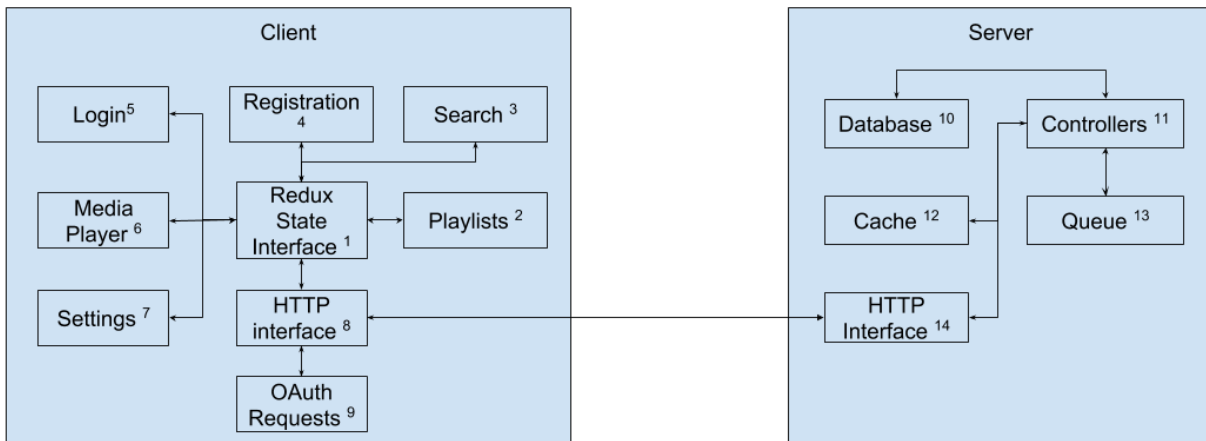 Client
Login⁵
Registration
4
Search ³
Media
Player ⁶
Redux
State
Interface ¹
Playlists ²
Settings ⁷
HTTP
interface ⁸
OAuth
Requests ⁹
Server
Database ¹⁰
Controllers ¹¹
Cache ¹²
Queue ¹³
HTTP
Interface ¹⁴